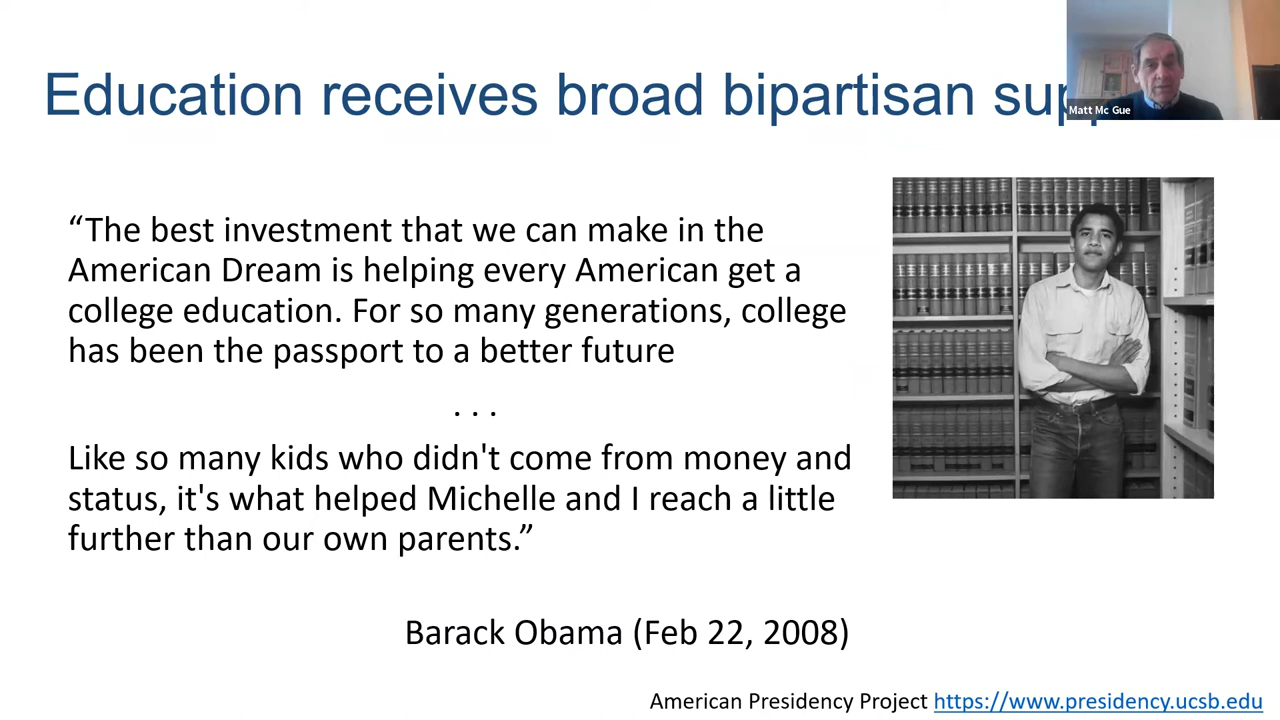 Education receives broad bipartisan
Matt Mc Gue
“The best investment that we can make in the
American Dream is helping every American get a
college education. For so many generations, college
has been the passport to a better future
. . .
Like so many kids who didn't come from money and
status, it's what helped Michelle and I reach a little
further than our own parents.”
Barack Obama (Feb 22, 2008)
American Presidency Project https://www.presidency.ucsb.edu